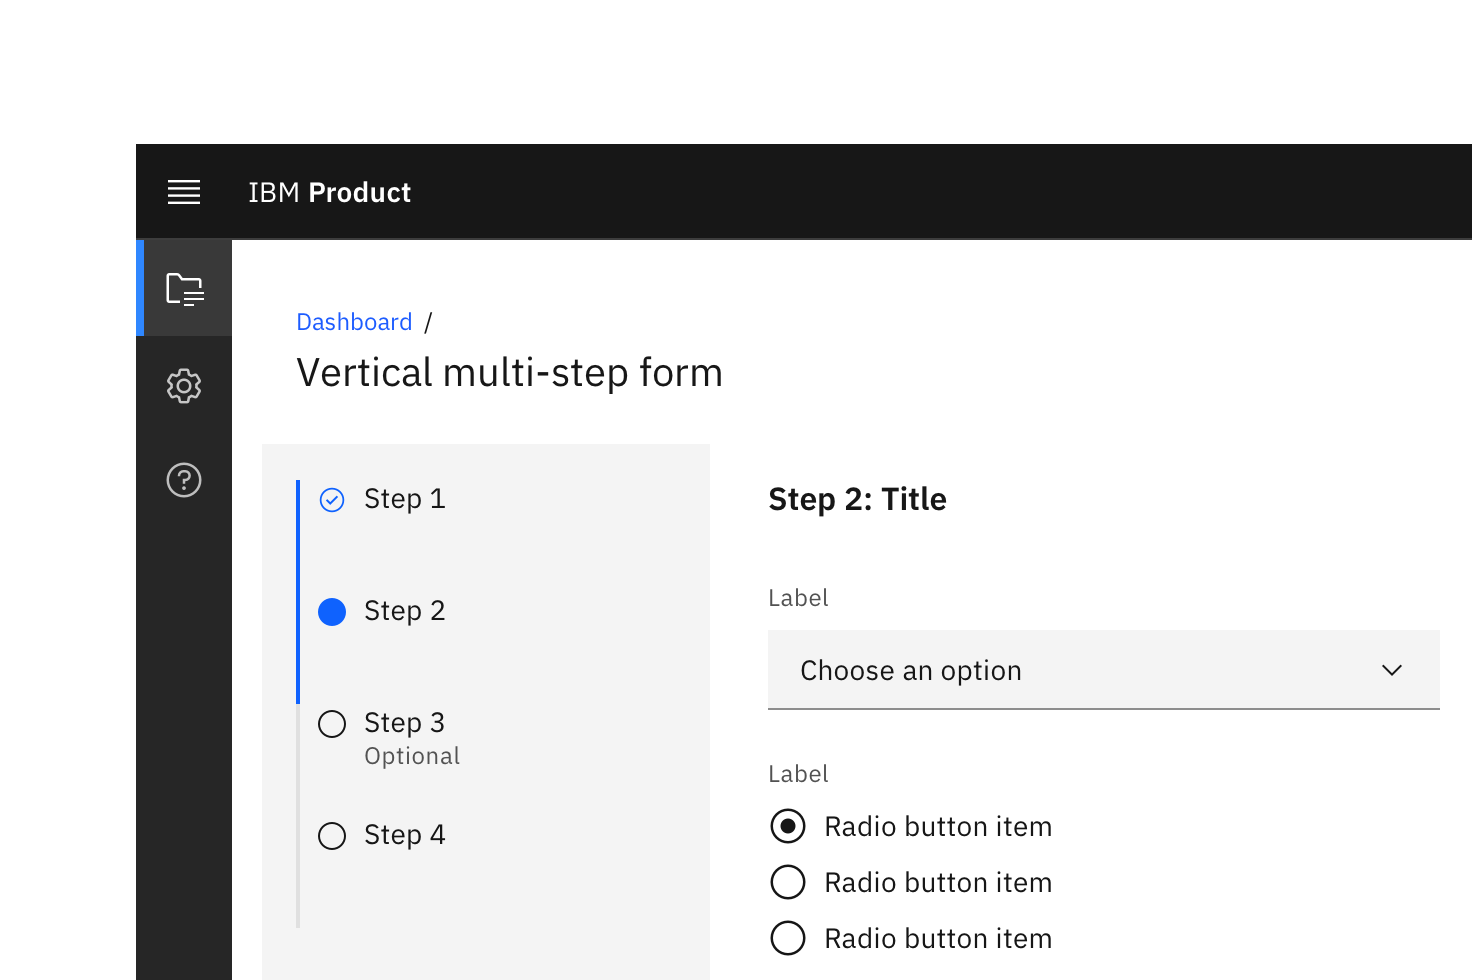 IBM Product
Dashboard /
Vertical multi-step form
Step 1
Step 2
Step 3
Optional
Step 4
Step 2: Title
Label
Choose an option
Label
Radio button item
Radio button item
Radio button item